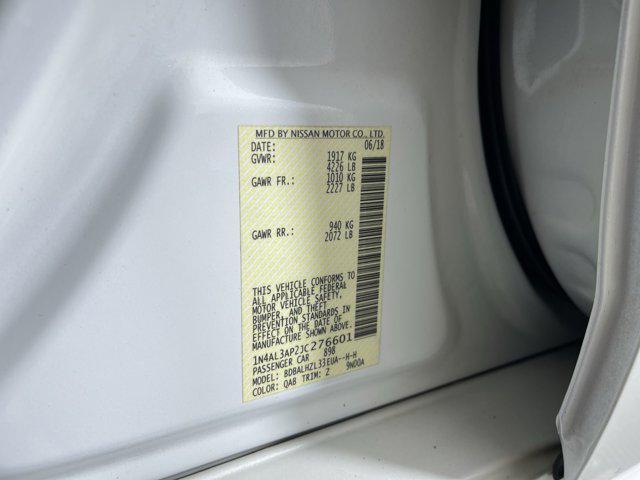 MFD BY NISSAN MOTOR CO., LTD.
DATE: 06/18
GVWR: 1917 KG
4226 LB
GAWR FR.: 1010 KG
2227 LB
GAWR RR.: 940 KG
2072 LB
THIS VEHICLE CONFORMS TO
ALL APPLICABLE FEDERAL
MOTOR VEHICLE SAFETY,
BUMPER, AND THEFT
PREVENTION STANDARDS IN
EFFECT ON THE DATE OF
MANUFACTURE SHOWN ABOVE.
1N4AL3AP2JC276601
PASSENGER CAR 898
MODEL: BDBALHZL33EUA--H-H
COLOR: QAB TRIM: Z 9N00A